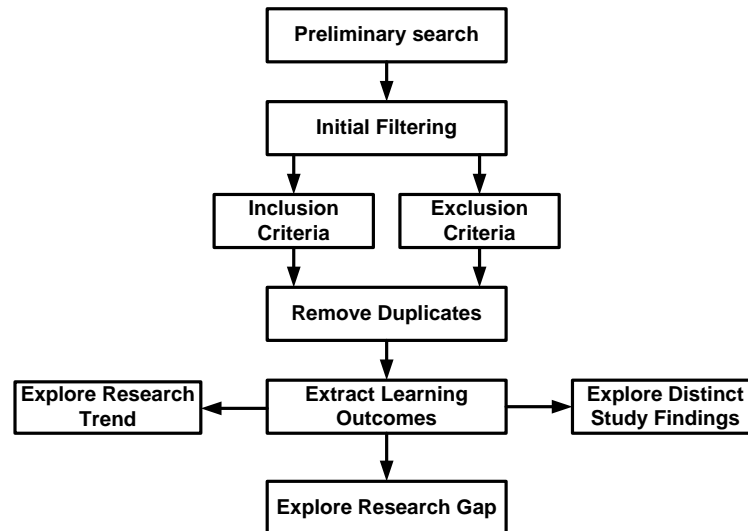 Preliminary search
Initial Filtering
Inclusion
Criteria
Exclusion
Criteria
Remove Duplicates
Explore Research
Trend
Extract Learning
Outcomes
Explore Distinct
Study Findings
Explore Research Gap